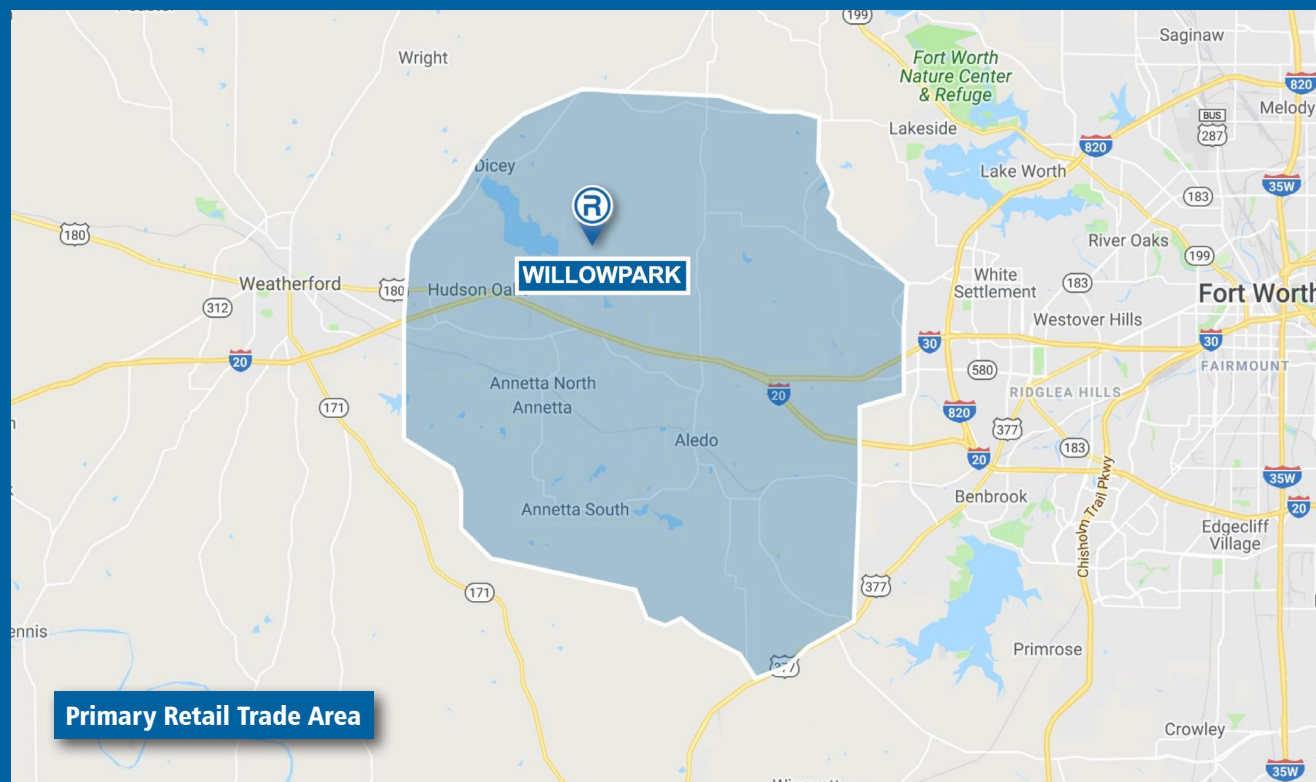 199
Saginaw
Wright
Fort Worth
Nature Center
& Refuge
820
Melody
BUS
287
Lakeside
820
Dicey
Lake Worth
35W
183
R
180
River Oaks
199
WILLOWPARK
White
Settlement
183
Weatherford
180
Hudson Oa
Fort Worth
312
Westover Hills
30
30
20
580
FAIRMOUNT
Annetta North
20
RIDGLEA HILLS
171
Annetta
820
377
Aledo
183
20
Chisholm Trail Pkwy
35W
Benbrook
20
Annetta South
Edgecliff
Village
377
171
ennis
Primrose
377
Primary Retail Trade Area
Crowley
35W